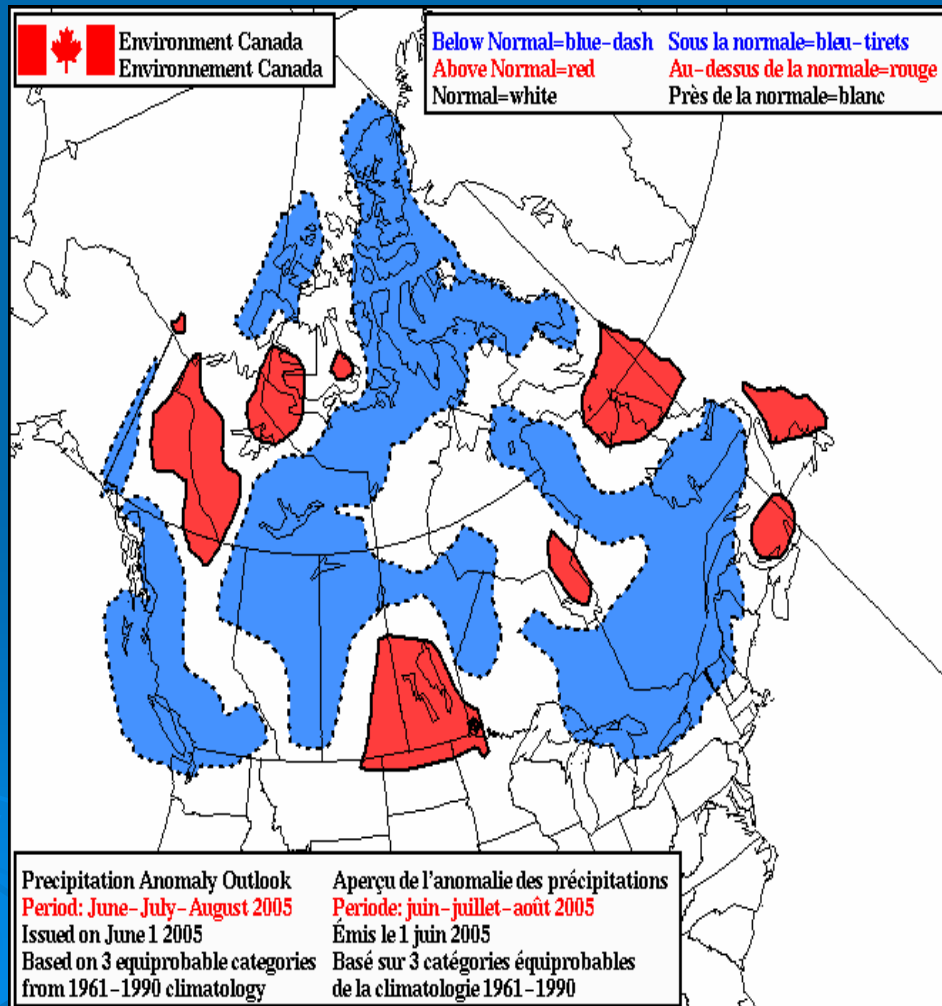 Environment Canada
Environnement Canada
Below Normal=blue-dash Sous la normale=bleu-tirets
Above Normal=red Au-dessus de la normale=rouge
Normal=white Près de la normale=blanc
Precipitation Anomaly Outlook Aperçu de l'anomalie des précipitations
Period: June-July-August 2005 Periode: juin-juillet-août 2005
Issued on June 1 2005 Émis le 1 juin 2005
Based on 3 equiprobable categories Basé sur 3 catégories équiprobables
from 1961-1990 climatology de la climatologie 1961-1990